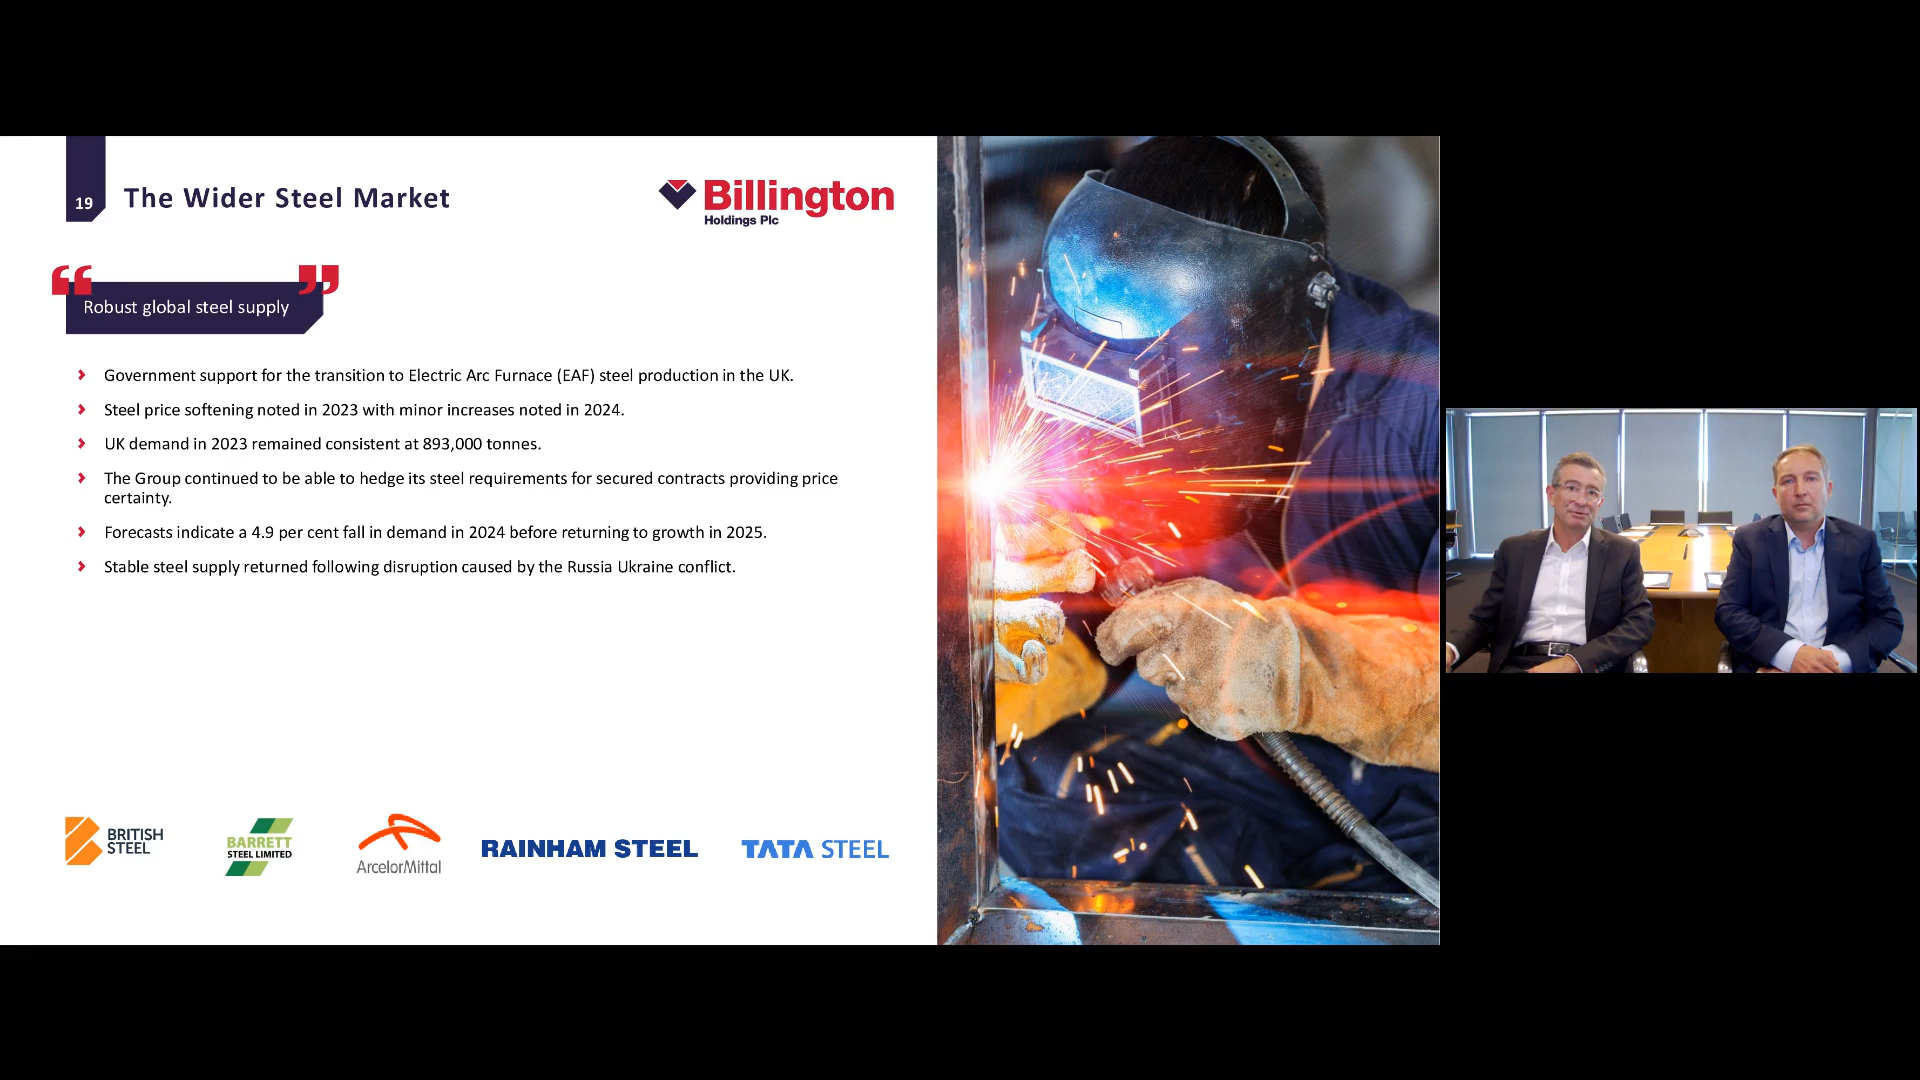 19
The Wider Steel Market
Billington
Holdings Plc
“ ”
Robust global steel supply
Government support for the transition to Electric Arc Furnace (EAF) steel production in the UK.
Steel price softening noted in 2023 with minor increases noted in 2024.
UK demand in 2023 remained consistent at 893,000 tonnes.
The Group continued to be able to hedge its steel requirements for secured contracts providing price
certainty.
Forecasts indicate a 4.9 per cent fall in demand in 2024 before returning to growth in 2025.
Stable steel supply returned following disruption caused by the Russia Ukraine conflict.
BRITISH
STEEL
BARRETT
STEEL LIMITED
ArcelorMittal
RAINHAM STEEL
TATA STEEL